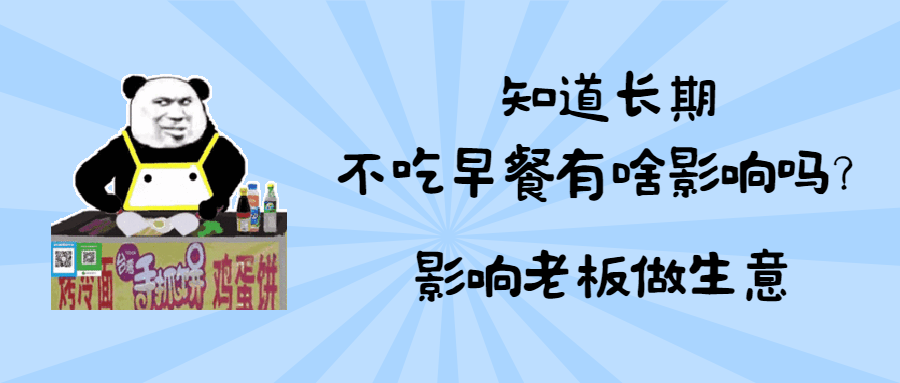 知道长期
不吃早餐有啥影响吗?
影响老板做生意
烤冷面
台湾
手抓饼
鸡蛋饼